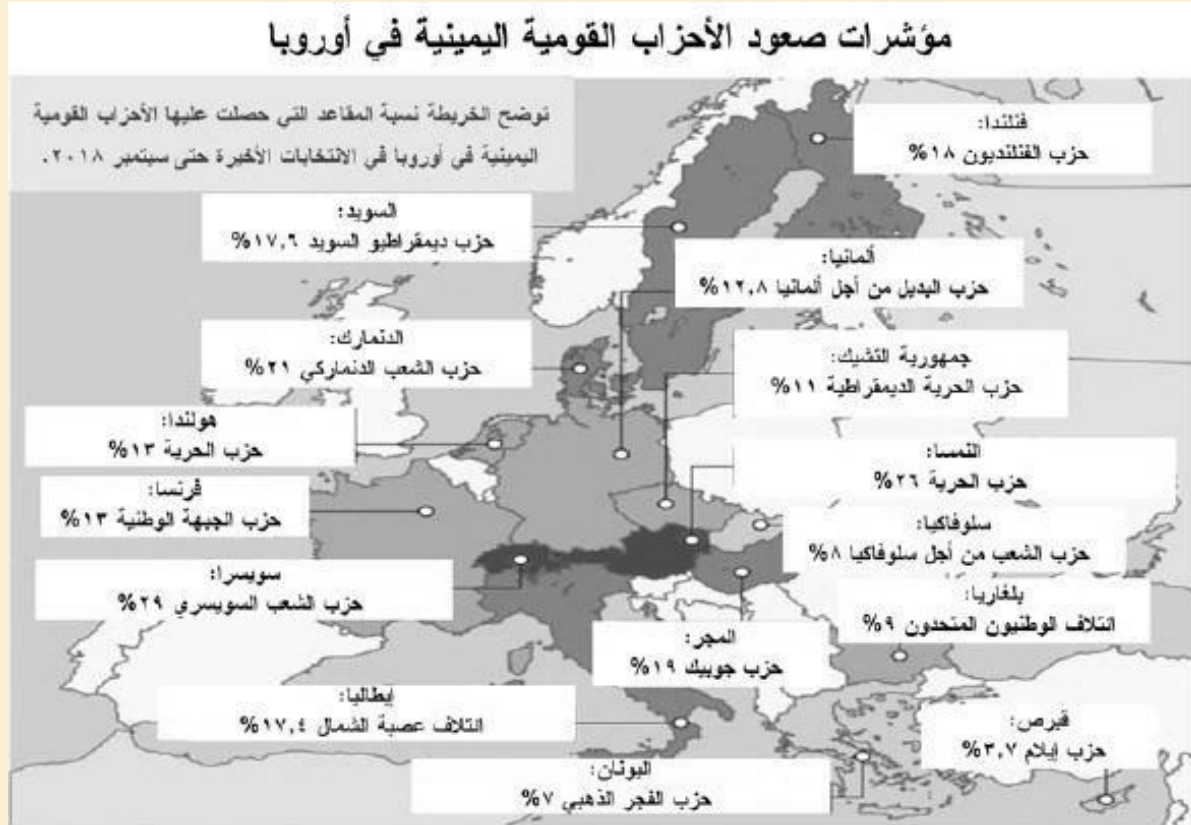 مؤشرات صعود الأحزاب القومية اليمينية في أوروبا
توضح الخريطة نسبة المقاعد التي حصلت عليها الأحزاب القومية
اليمينية في أوروبا في الانتخابات الأخيرة حتى سبتمبر ٢٠١٨.
فنلندا:
حزب الفنلنديون ١٨%
السويد:
حزب ديمقراطيو السويد ١٧,٦%
ألمانيا:
حزب البديل من أجل ألمانيا ١٢,٨%
الدنمارك:
حزب الشعب الدنماركي ٢١%
جمهورية التشيك:
حزب الحرية الديمقراطية ١١%
هولندا:
حزب الحرية ١٣%
النمسا:
حزب الحرية ٢٦%
فرنسا:
حزب الجبهة الوطنية ١٣%
سلوفاكيا:
حزب الشعب من أجل سلوفاكيا ٨%
سويسرا:
حزب الشعب السويسري ٢٩%
بلغاريا:
ائتلاف الوطنيون المتحدون ٩%
المجر:
حزب جوبيك ١٩%
إيطاليا:
ائتلاف عصبة الشمال ١٧,٤%
قبرص:
حزب إيلام ٣,٧%
اليونان:
حزب الفجر الذهبي ٧%